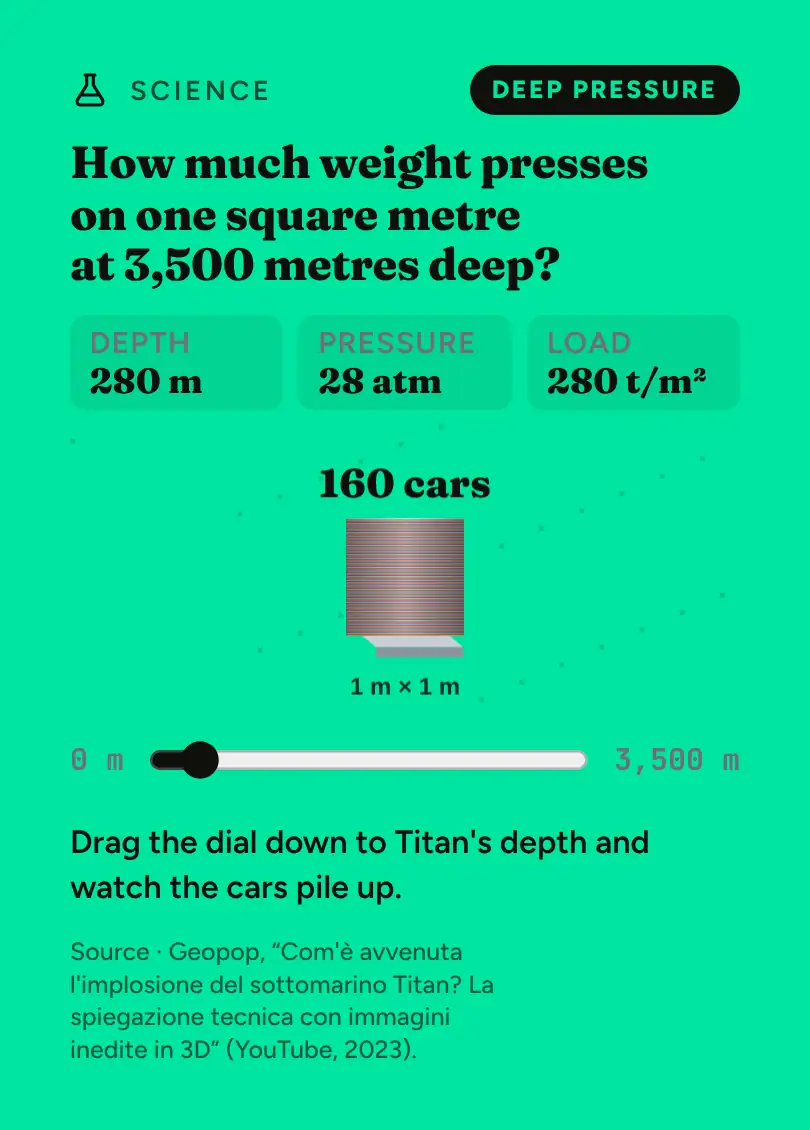 SCIENCE
DEEP PRESSURE
How much weight presses
on one square metre
at 3,500 metres deep?
DEPTH
280 m
PRESSURE
28 atm
LOAD
280 t/m²
160 cars
1 m × 1 m
0 m
3,500 m
Drag the dial down to Titan's depth and
watch the cars pile up.
Source · Geopop, “Com'è avvenuta
l'implosione del sottomarino Titan? La
spiegazione tecnica con immagini
inedite in 3D” (YouTube, 2023).